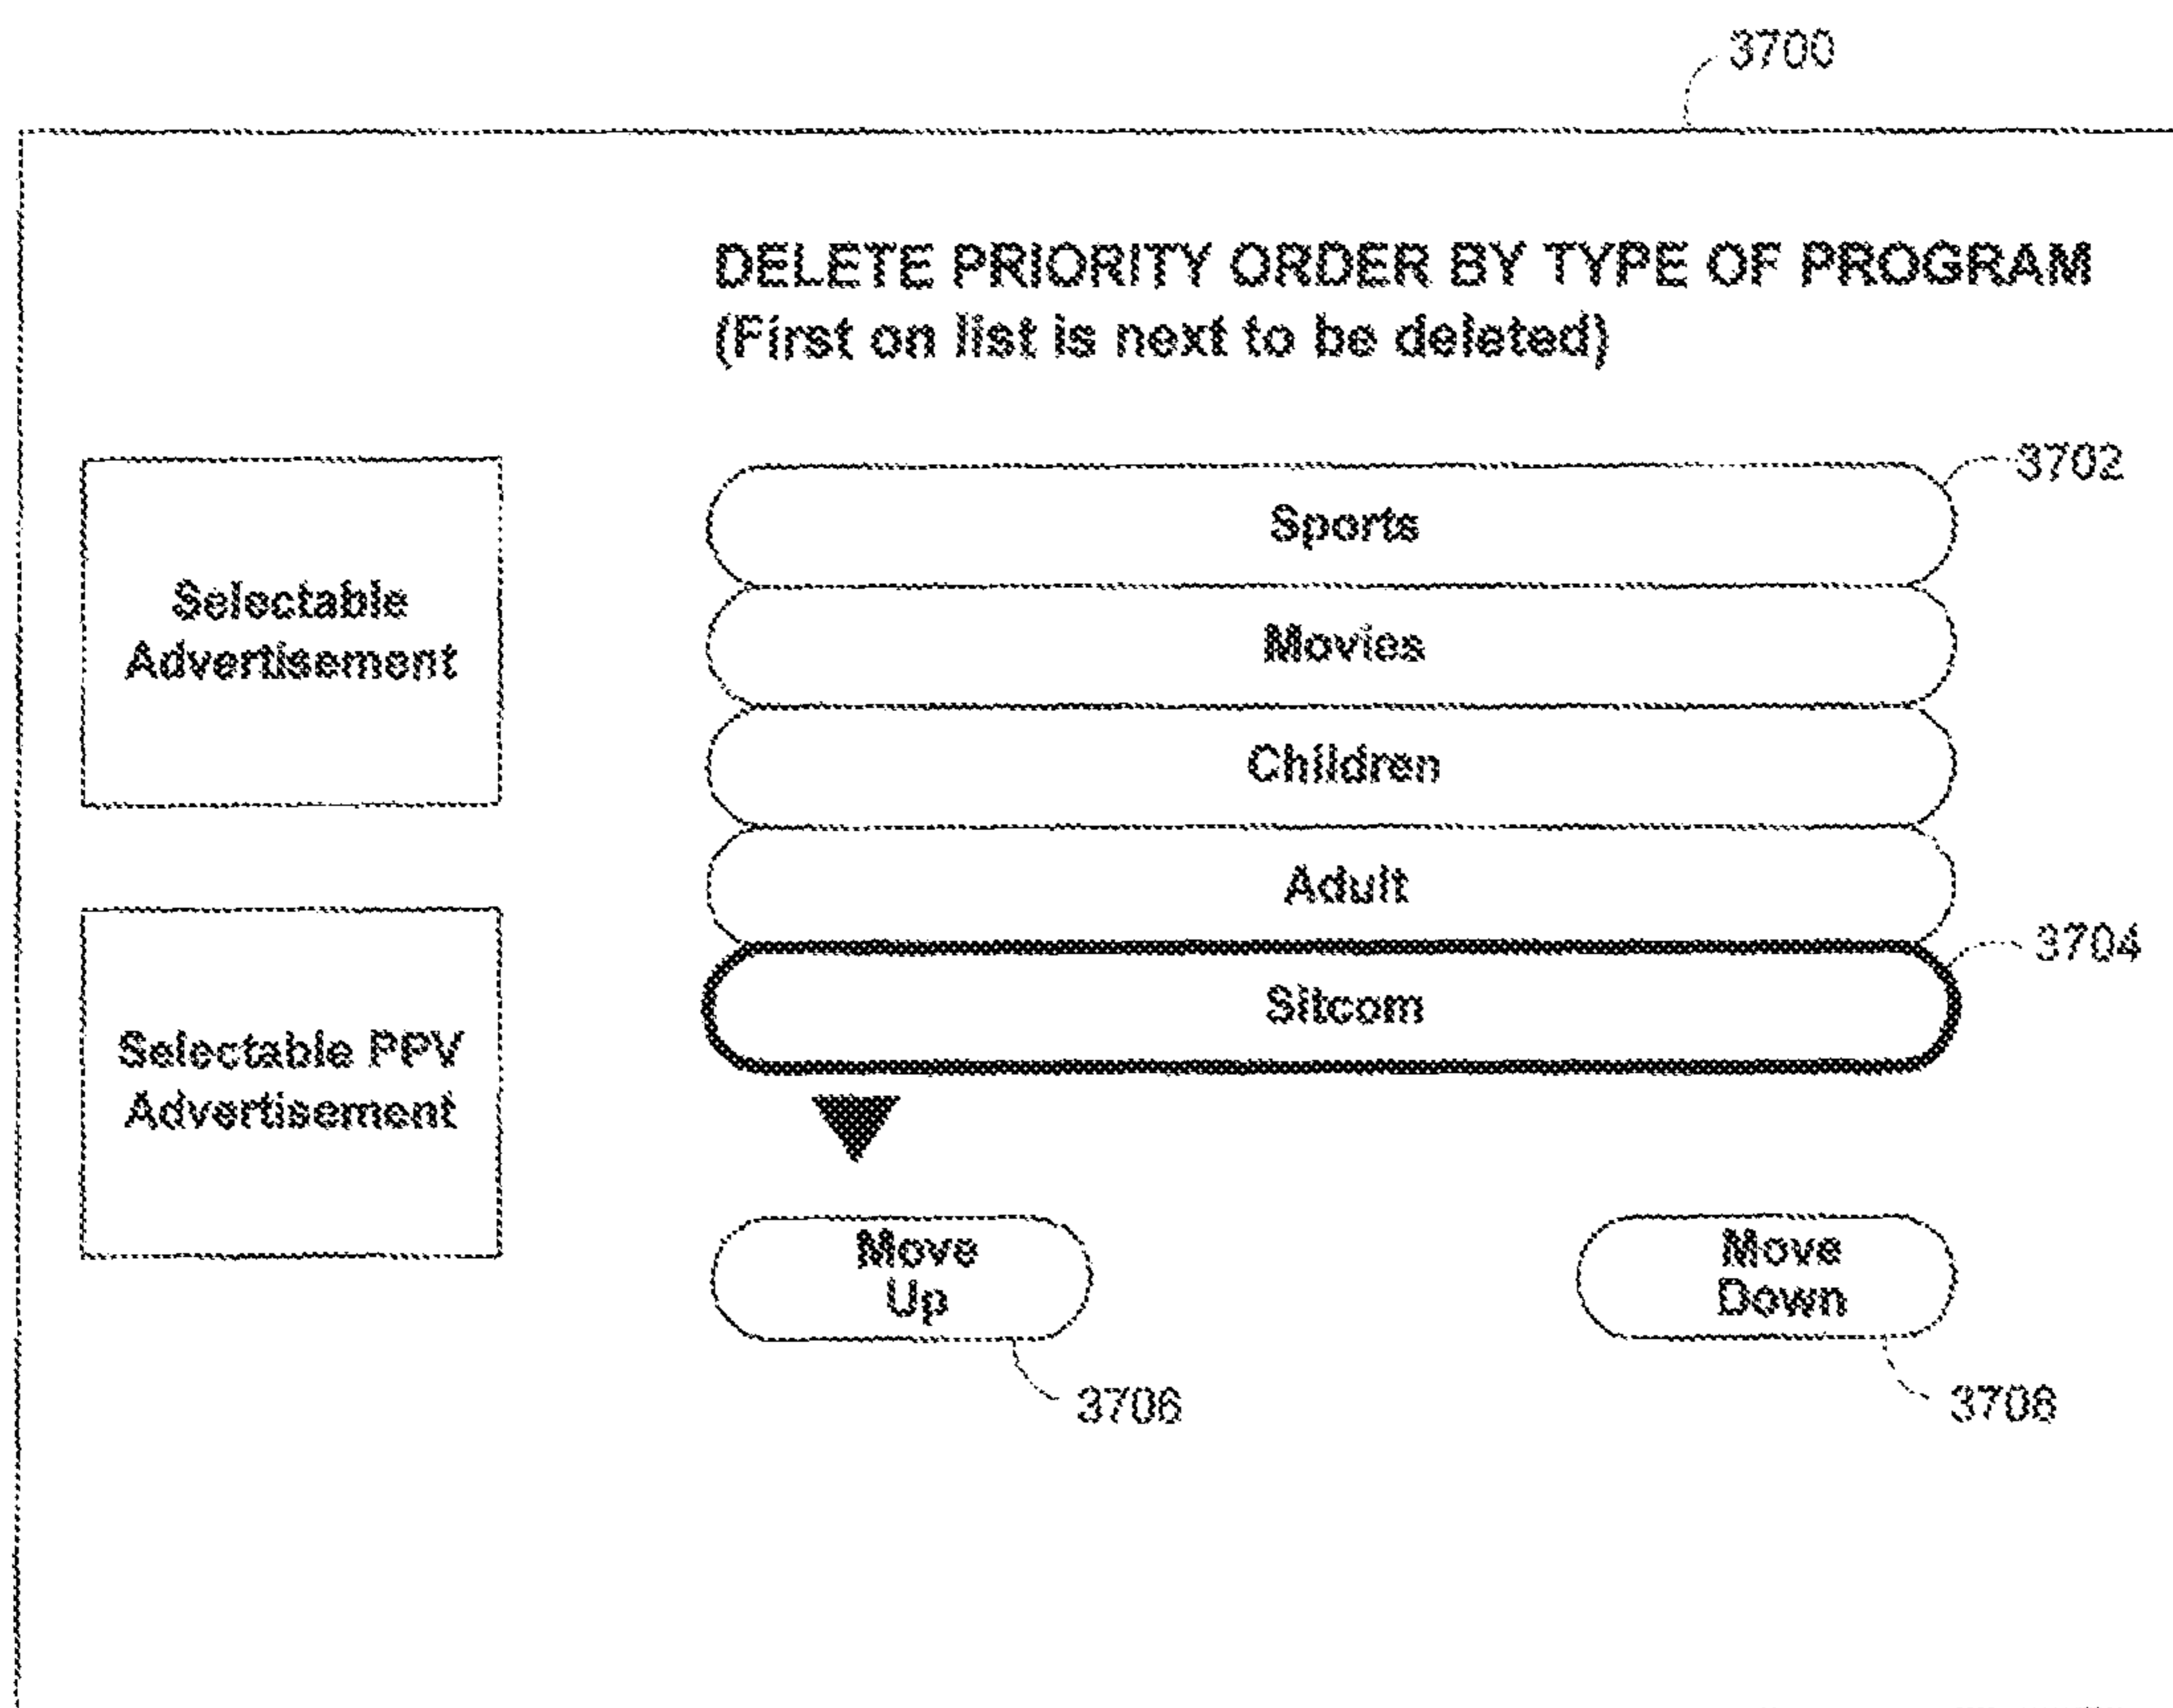 3700
DELETE PRIORITY ORDER BY TYPE OF PROGRAM
(First on list is next to be deleted)
3702
Selectable
Advertisement
Sports
Movies
Children
Adult
3704
Sitcom
Selectable PPV
Advertisement
Move
Up
Move
Down
3706
3708